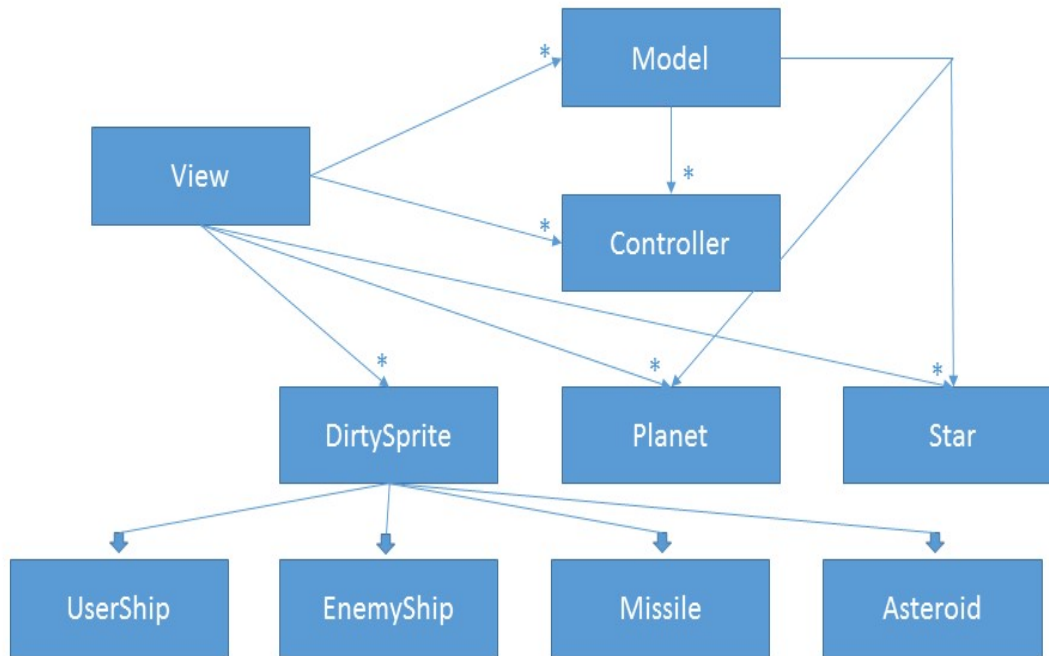 Model
*
View
*
*
Controller
*
*
*
DirtySprite
Planet
Star
UserShip
EnemyShip
Missile
Asteroid